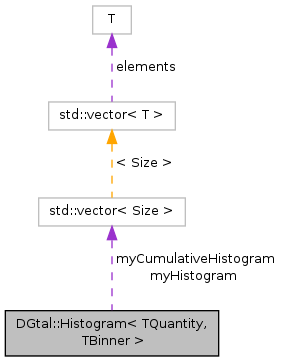 T
elements
std::vector< T >
< Size >
std::vector< Size >
myCumulativeHistogram
myHistogram
DGtal::Histogram< TQuantity,
TBinner >